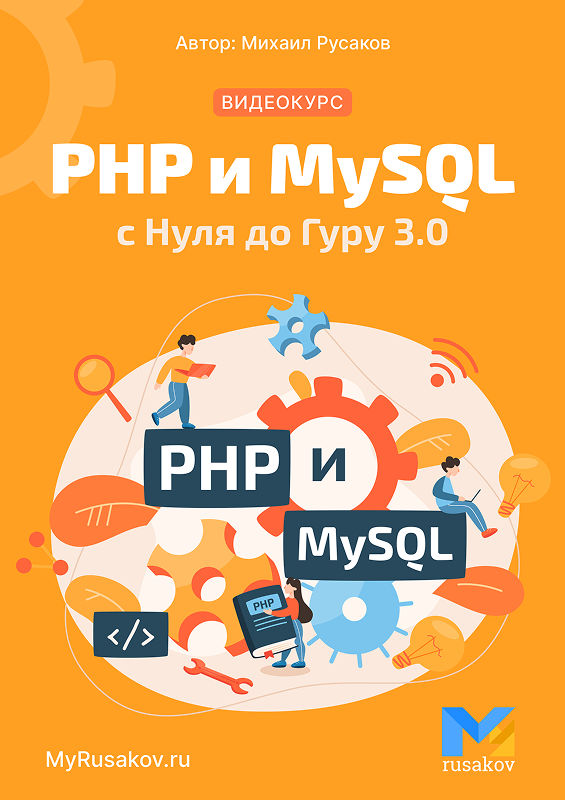 Автор: Михаил Русаков
ВИДЕОКУРС
PHP и MySQL
с Нуля до Гуру 3.0
PHP и
MySQL
PHP
</>
MyRusakov.ru
rusakov